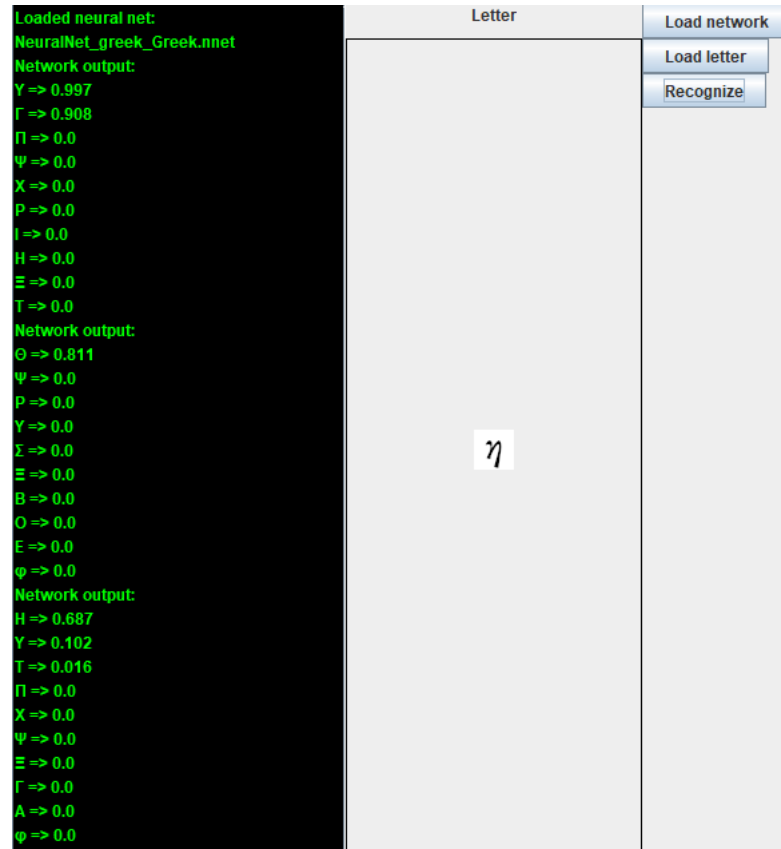 Loaded neural net:
NeuralNet_greek_Greek.nnet
Network output:
Υ => 0.997
Γ => 0.908
Π => 0.0
Ψ => 0.0
Χ => 0.0
Ρ => 0.0
Ι => 0.0
Η => 0.0
Ξ => 0.0
Τ => 0.0
Network output:
Θ => 0.811
Ψ => 0.0
Ρ => 0.0
Υ => 0.0
Σ => 0.0
Ξ => 0.0
Β => 0.0
Ο => 0.0
Ε => 0.0
φ => 0.0
Network output:
Η => 0.687
Υ => 0.102
Τ => 0.016
Π => 0.0
Χ => 0.0
Ψ => 0.0
Ξ => 0.0
Γ => 0.0
Α => 0.0
φ => 0.0
Letter
η
Load network
Load letter
Recognize